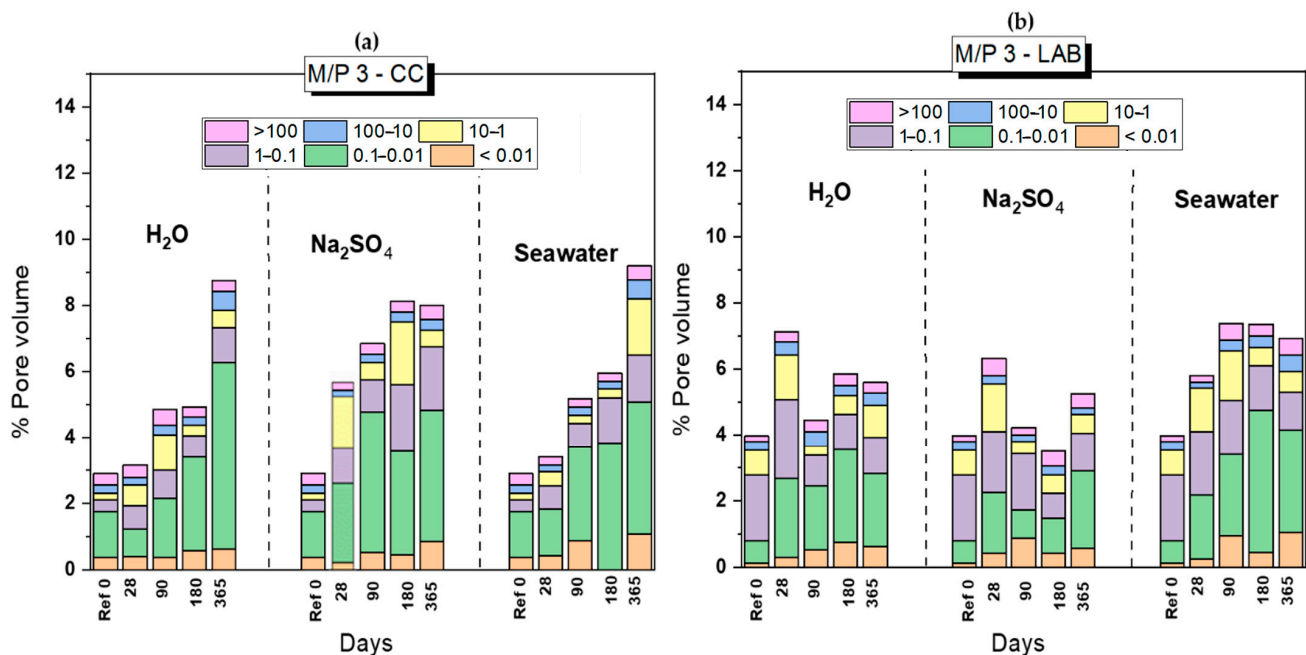 (a)
M/P 3 - CC
>100 100–10 10–1
1–0.1 0.1–0.01 < 0.01
H₂O
Na₂SO₄
Seawater
% Pore volume
14
12
10
8
6
4
2
0
Ref 0 28 90 180 365 Ref 0 28 90 180 365 Ref 0 28 90 180 365
Days
(b)
M/P 3 - LAB
>100 100–10 10–1
1–0.1 0.1–0.01 < 0.01
H₂O
Na₂SO₄
Seawater
% Pore volume
14
12
10
8
6
4
2
0
Ref 0 28 90 180 365 Ref 0 28 90 180 365 Ref 0 28 90 180 365
Days